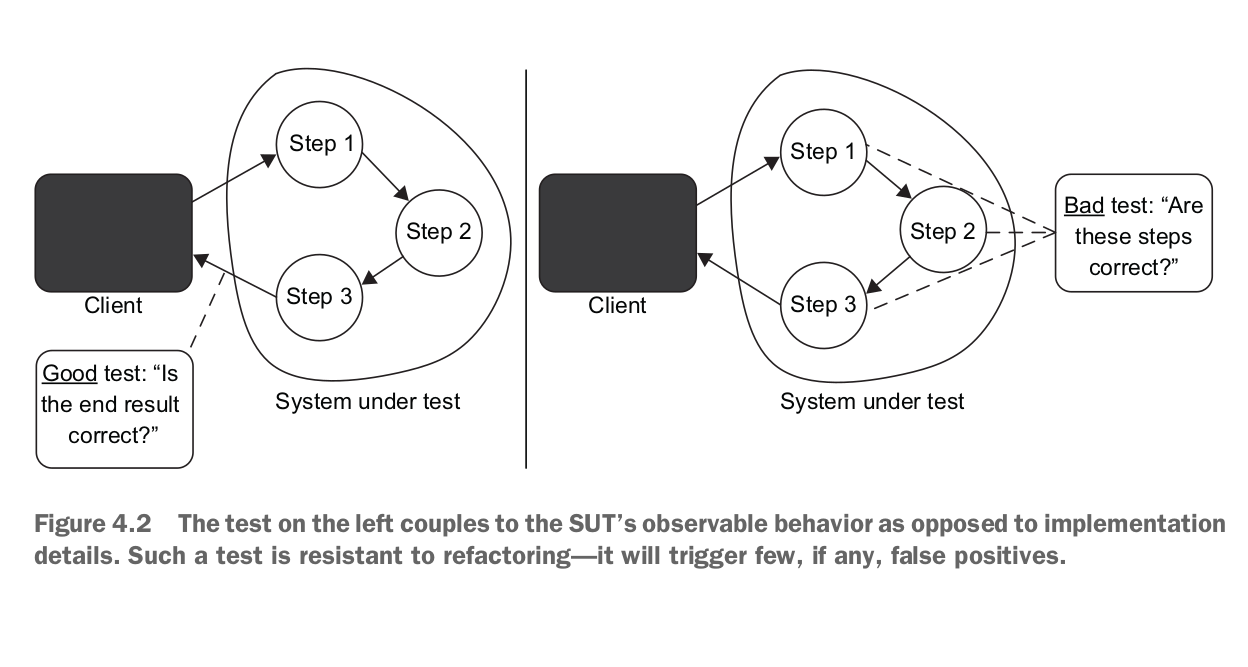 Step 1
Step 2
Step 3
Client
Good test: “Is
the end result
correct?”
System under test
Step 1
Step 2
Step 3
Client
Bad test: “Are
these steps
correct?”
System under test
Figure 4.2 The test on the left couples to the SUT’s observable behavior as opposed to implementation
details. Such a test is resistant to refactoring—it will trigger few, if any, false positives.